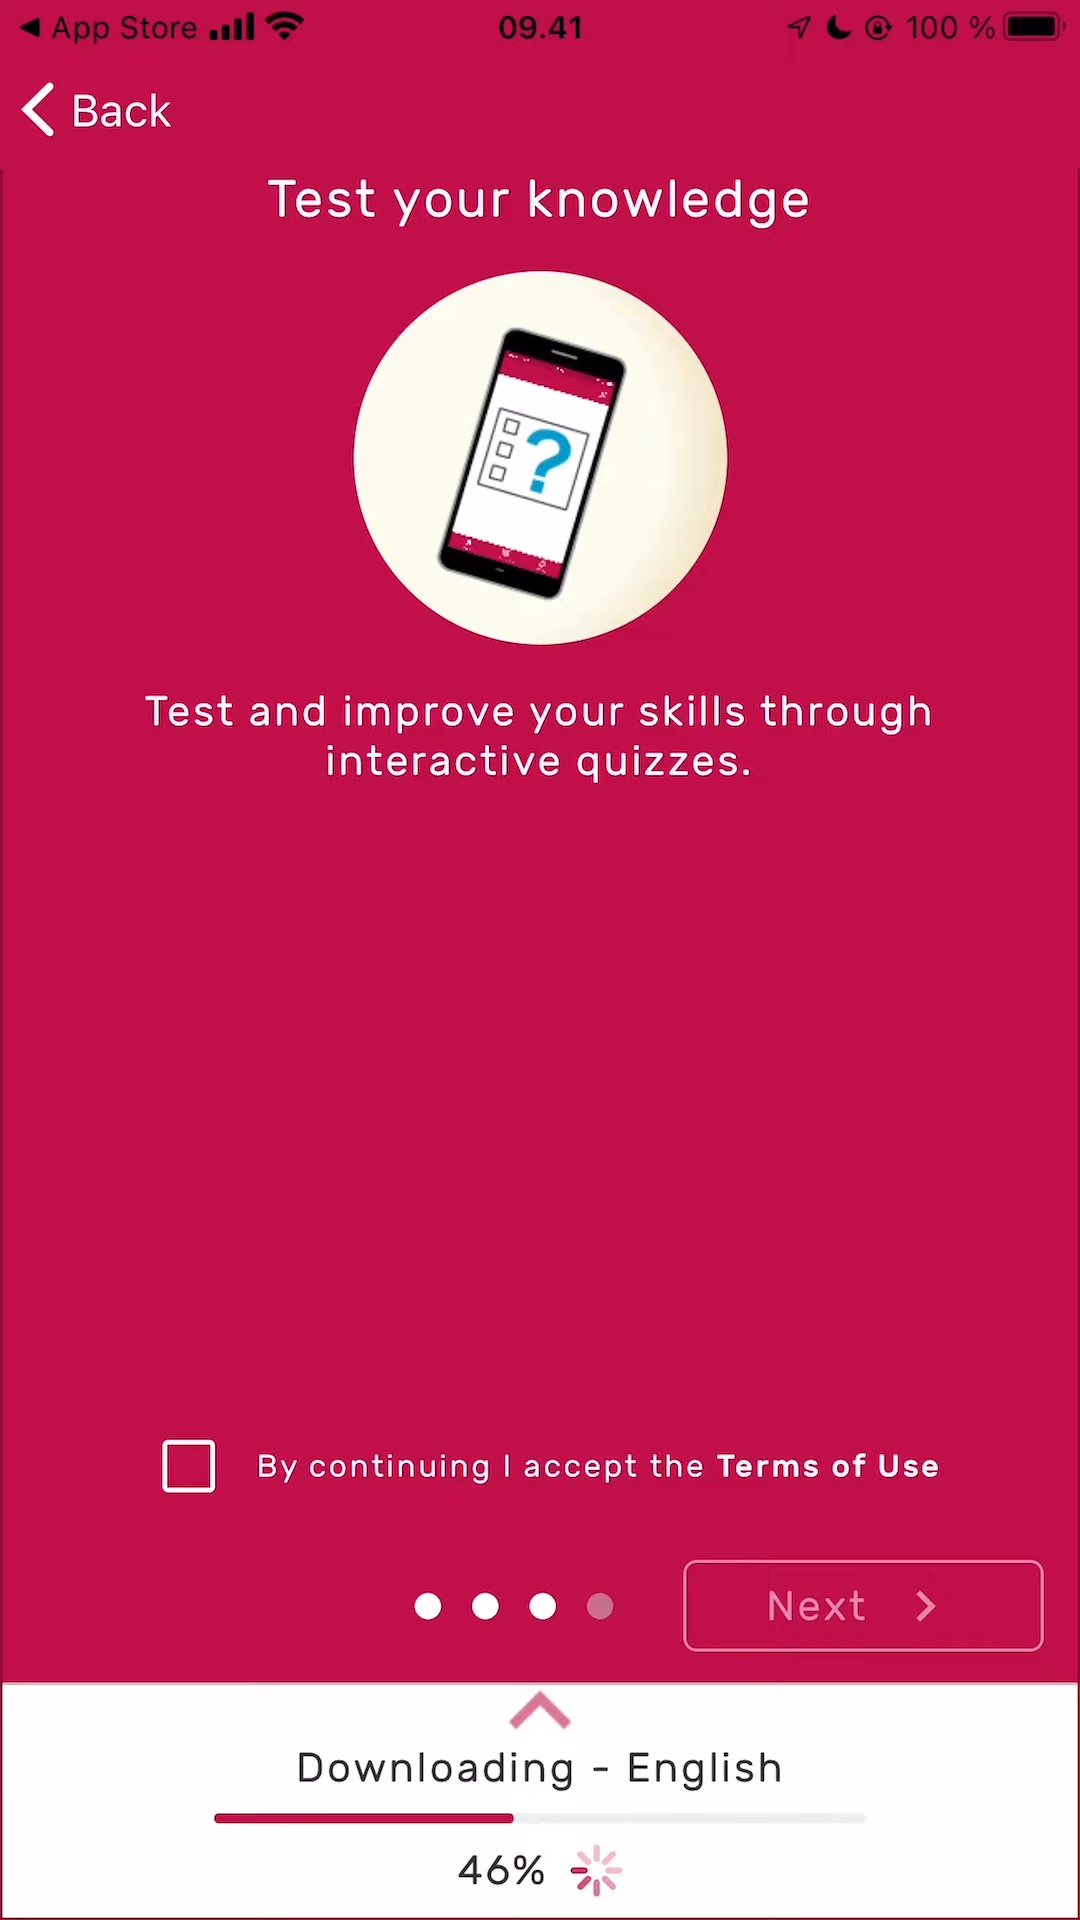 App Store
09.41
100 %
Back
Test your knowledge
?
Test and improve your skills through
interactive quizzes.
By continuing I accept the Terms of Use
Next
Downloading - English
46%